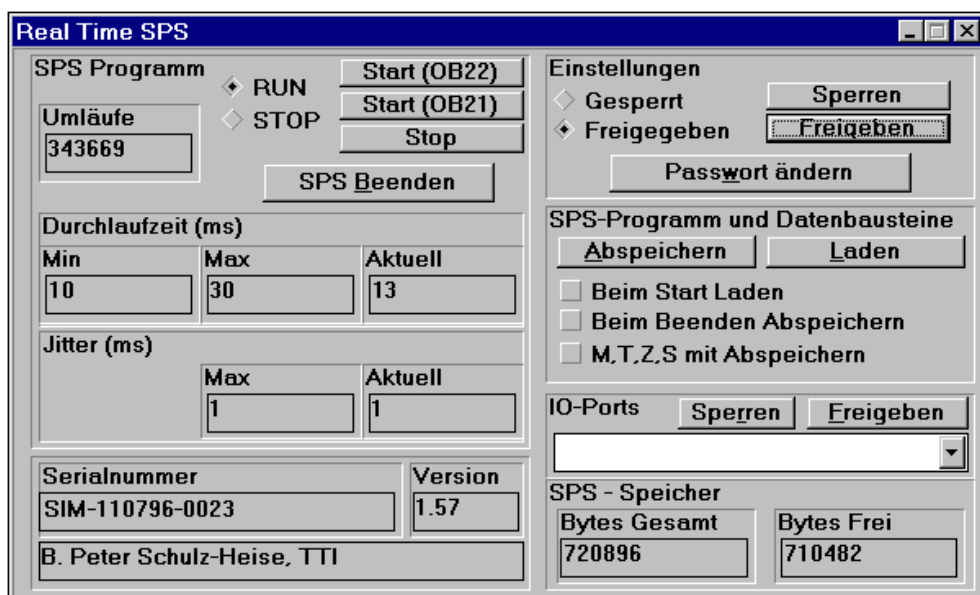 Real Time SPS
SPS Programm
RUN
STOP
Start (OB22)
Start (OB21)
Stop
Umläufe
343669
SPS Beenden
Durchlaufzeit (ms)
Min Max Aktuell
10 30 13
Jitter (ms)
Max Aktuell
1 1
Serialnummer Version
SIM-110796-0023 1.57
B. Peter Schulz-Heise, TTI
Einstellungen
Gesperrt
Freigegeben
Sperren
Freigeben
Passwort ändern
SPS-Programm und Datenbausteine
Abspeichern Laden
Beim Start Laden
Beim Beenden Abspeichern
M,T,Z,S mit Abspeichern
IO-Ports Sperren Freigeben
SPS - Speicher
Bytes Gesamt Bytes Frei
720896 710482